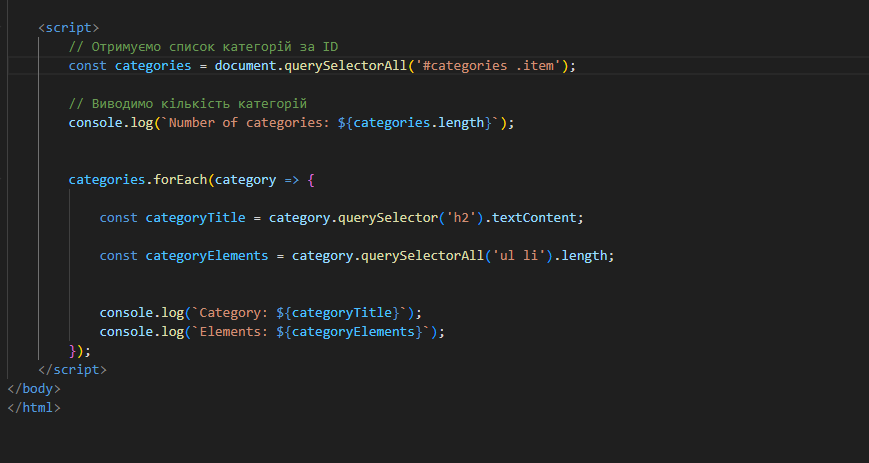 <script>
// Отримуємо список категорій за ID
const categories = document.querySelectorAll('#categories .item');
// Виводимо кількість категорій
console.log(`Number of categories: ${categories.length}`);
categories.forEach(category => {
const categoryTitle = category.querySelector('h2').textContent;
const categoryElements = category.querySelectorAll('ul li').length;
console.log(`Category: ${categoryTitle}`);
console.log(`Elements: ${categoryElements}`);
});
</script>
</body>
</html>